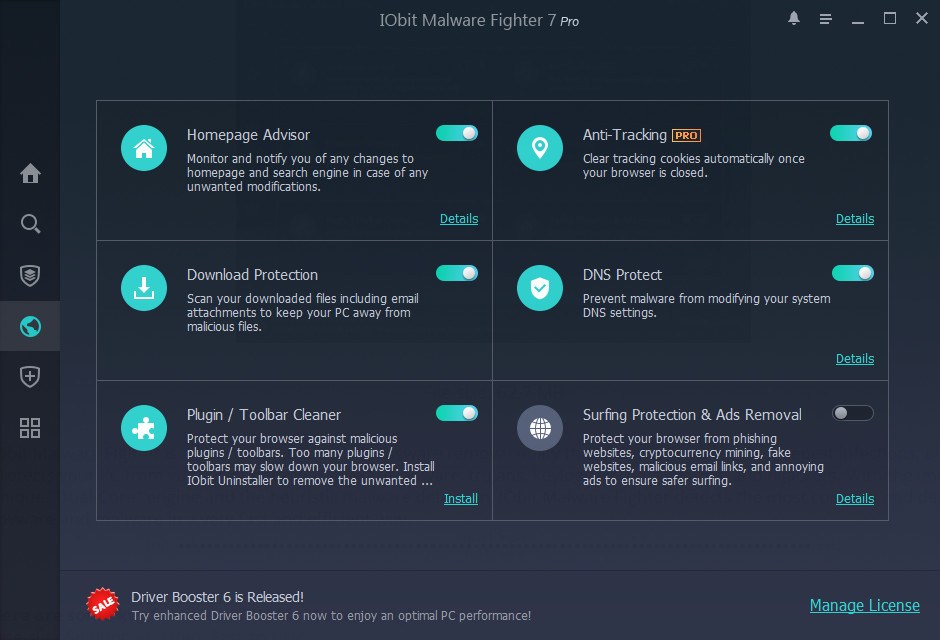 IObit Malware Fighter 7 Pro
Homepage Advisor
Monitor and notify you of any changes to
homepage and search engine in case of any
unwanted modifications.
Details
Anti-Tracking PRO
Clear tracking cookies automatically once
your browser is closed.
Details
Download Protection
Scan your downloaded files including email
attachments to keep your PC away from
malicious files.
DNS Protect
Prevent malware from modifying your system
DNS settings.
Details
Plugin / Toolbar Cleaner
Protect your browser against malicious
plugins / toolbars. Too many plugins /
toolbars may slow down your browser. Install
IObit Uninstaller to remove the unwanted ...
Install
Surfing Protection & Ads Removal
Protect your browser from phishing
websites, cryptocurrency mining, fake
websites, malicious email links, and annoying
ads to ensure safer surfing.
Details
SALE
Driver Booster 6 is Released!
Try enhanced Driver Booster 6 now to enjoy an optimal PC performance!
Manage License